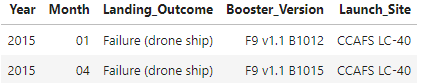 Year Month Landing_Outcome Booster_Version Launch_Site
2015 01 Failure (drone ship) F9 v1.1 B1012 CCAFS LC-40
2015 04 Failure (drone ship) F9 v1.1 B1015 CCAFS LC-40